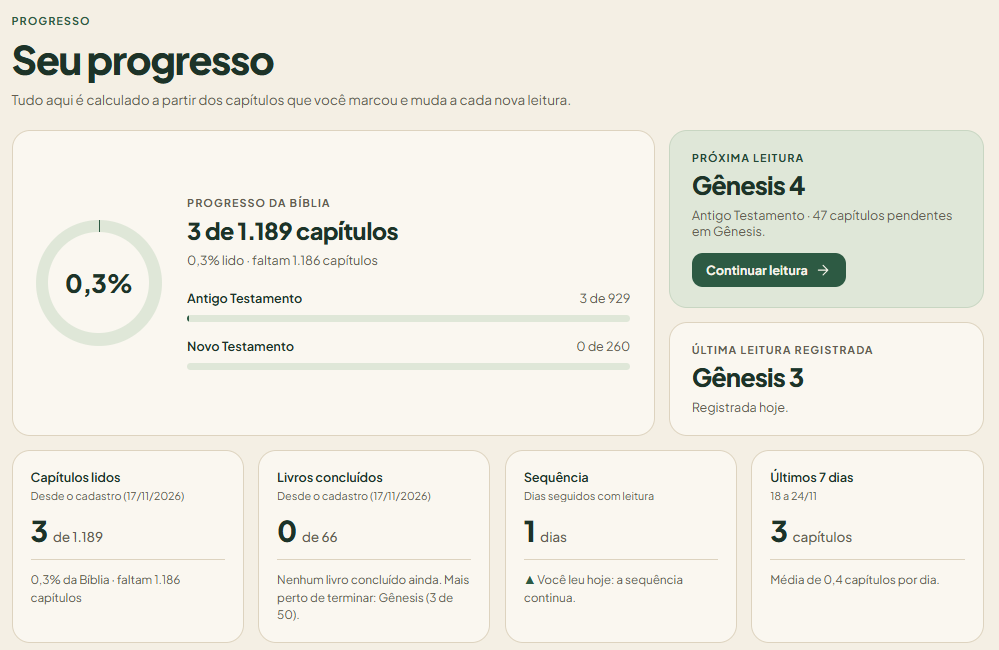 PROGRESSO
Seu progresso
Tudo aqui é calculado a partir dos capítulos que você marcou e muda a cada nova leitura.
0,3%
PROGRESSO DA BÍBLIA
3 de 1.189 capítulos
0,3% lido · faltam 1.186 capítulos
Antigo Testamento 3 de 929
Novo Testamento 0 de 260
PRÓXIMA LEITURA
Gênesis 4
Antigo Testamento · 47 capítulos pendentes
em Gênesis.
Continuar leitura →
ÚLTIMA LEITURA REGISTRADA
Gênesis 3
Registrada hoje.
Capítulos lidos
Desde o cadastro (17/11/2026)
3 de 1.189
0,3% da Bíblia · faltam 1.186
capítulos
Livros concluídos
Desde o cadastro (17/11/2026)
0 de 66
Nenhum livro concluído ainda. Mais
perto de terminar: Gênesis (3 de
50).
Sequência
Dias seguidos com leitura
1 dias
▲ Você leu hoje: a sequência
continua.
Últimos 7 dias
18 a 24/11
3 capítulos
Média de 0,4 capítulos por dia.